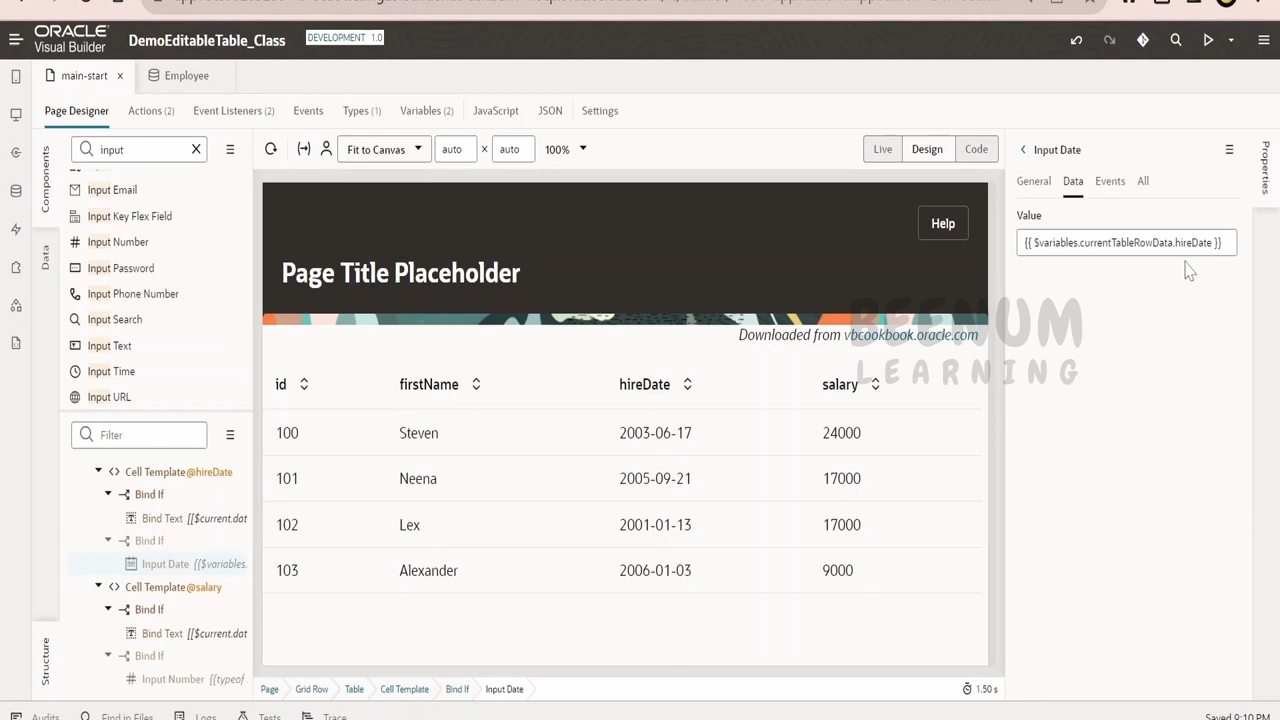 ORACLE
Visual Builder
DemoEditableTable_Class
DEVELOPMENT 1.0
main-start
Employee
Page Designer
Actions (2)
Event Listeners (2)
Events
Types (1)
Variables (2)
JavaScript
JSON
Settings
Components
Data
Structure
input
Input Email
Input Key Flex Field
Input Number
Input Password
Input Phone Number
Input Search
Input Text
Input Time
Input URL
Filter
Cell Template@hireDate
Bind If
Bind Text [[$current.dat
Bind If
Input Date {{$variables.
Cell Template@salary
Bind If
Bind Text [[$current.dat
Bind If
Input Number {{typeof
Fit to Canvas
auto × auto
100%
Live
Design
Code
Help
Page Title Placeholder
Downloaded from vbcookbook.oracle.com
id firstName hireDate salary
100 Steven 2003-06-17 24000
101 Neena 2005-09-21 17000
102 Lex 2001-01-13 17000
103 Alexander 2006-01-03 9000
Page Grid Row Table Cell Template Bind If Input Date
1.50 s
Input Date
General Data Events All
Value
{{ $variables.currentTableRowData.hireDate }}
Properties
BEENUM
LEARNING
Audits
Find in Files
Logs
Tests
Trace
Saved 9:10 PM